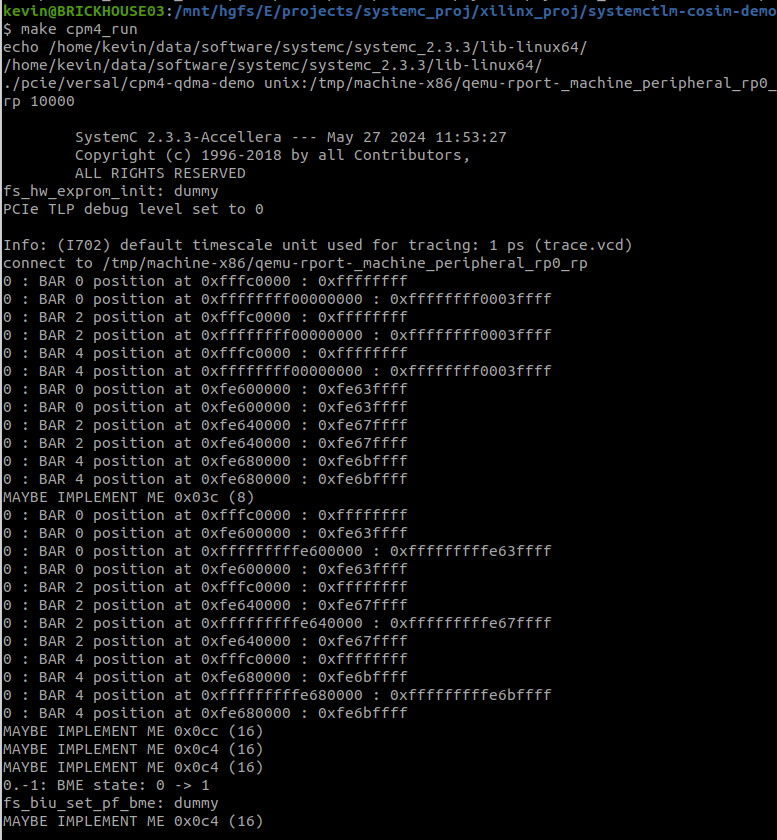 kevin@BRICKHOUSE03:/mnt/hgfs/E/projects/systemc_proj/xilinx_proj/systemctlm-cosim-demo
$ make cpm4_run
echo /home/kevin/data/software/systemc/systemc_2.3.3/lib-linux64/
/home/kevin/data/software/systemc/systemc_2.3.3/lib-linux64/
./pcie/versal/cpm4-qdma-demo unix:/tmp/machine-x86/qemu-rport-_machine_peripheral_rp0_
rp 10000
SystemC 2.3.3-Accellera --- May 27 2024 11:53:27
Copyright (c) 1996-2018 by all Contributors,
ALL RIGHTS RESERVED
fs_hw_exprom_init: dummy
PCIe TLP debug level set to 0
Info: (I702) default timescale unit used for tracing: 1 ps (trace.vcd)
connect to /tmp/machine-x86/qemu-rport-_machine_peripheral_rp0_rp
0 : BAR 0 position at 0xfffc0000 : 0xffffffff
0 : BAR 0 position at 0xffffffff00000000 : 0xffffffff0003ffff
0 : BAR 2 position at 0xfffc0000 : 0xffffffff
0 : BAR 2 position at 0xffffffff00000000 : 0xffffffff0003ffff
0 : BAR 4 position at 0xfffc0000 : 0xffffffff
0 : BAR 4 position at 0xffffffff00000000 : 0xffffffff0003ffff
0 : BAR 0 position at 0xfe600000 : 0xfe63ffff
0 : BAR 0 position at 0xfe600000 : 0xfe63ffff
0 : BAR 2 position at 0xfe640000 : 0xfe67ffff
0 : BAR 2 position at 0xfe640000 : 0xfe67ffff
0 : BAR 4 position at 0xfe680000 : 0xfe6bffff
0 : BAR 4 position at 0xfe680000 : 0xfe6bffff
MAYBE IMPLEMENT ME 0x03c (8)
0 : BAR 0 position at 0xfffc0000 : 0xffffffff
0 : BAR 0 position at 0xfe600000 : 0xfe63ffff
0 : BAR 0 position at 0xfffffffffe600000 : 0xfffffffffe63ffff
0 : BAR 0 position at 0xfe600000 : 0xfe63ffff
0 : BAR 2 position at 0xfffc0000 : 0xffffffff
0 : BAR 2 position at 0xfe640000 : 0xfe67ffff
0 : BAR 2 position at 0xfffffffffe640000 : 0xfffffffffe67ffff
0 : BAR 2 position at 0xfe640000 : 0xfe67ffff
0 : BAR 4 position at 0xfffc0000 : 0xffffffff
0 : BAR 4 position at 0xfe680000 : 0xfe6bffff
0 : BAR 4 position at 0xfffffffffe680000 : 0xfffffffffe6bffff
0 : BAR 4 position at 0xfe680000 : 0xfe6bffff
MAYBE IMPLEMENT ME 0x0cc (16)
MAYBE IMPLEMENT ME 0x0c4 (16)
MAYBE IMPLEMENT ME 0x0c4 (16)
0.-1: BME state: 0 -> 1
fs_biu_set_pf_bme: dummy
MAYBE IMPLEMENT ME 0x0c4 (16)